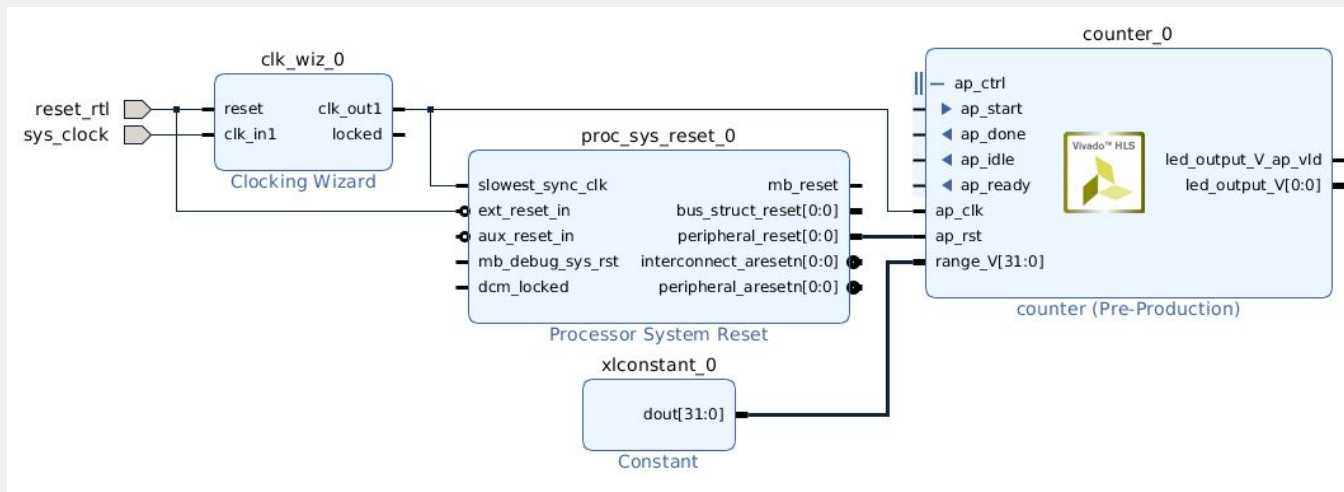 reset_rtl
sys_clock
clk_wiz_0
reset
clk_in1
clk_out1
locked
Clocking Wizard
proc_sys_reset_0
slowest_sync_clk
ext_reset_in
aux_reset_in
mb_debug_sys_rst
dcm_locked
mb_reset
bus_struct_reset[0:0]
peripheral_reset[0:0]
interconnect_aresetn[0:0]
peripheral_aresetn[0:0]
Processor System Reset
xlconstant_0
dout[31:0]
Constant
counter_0
ap_ctrl
ap_start
ap_done
ap_idle
ap_ready
ap_clk
ap_rst
range_V[31:0]
Vivado™ HLS
led_output_V_ap_vld
led_output_V[0:0]
counter (Pre-Production)